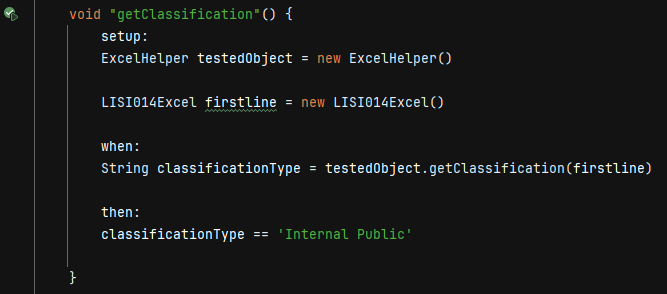 void "getClassification"() {
setup:
ExcelHelper testedObject = new ExcelHelper()
LISI014Excel firstline = new LISI014Excel()
when:
String classificationType = testedObject.getClassification(firstline)
then:
classificationType == 'Internal Public'
}